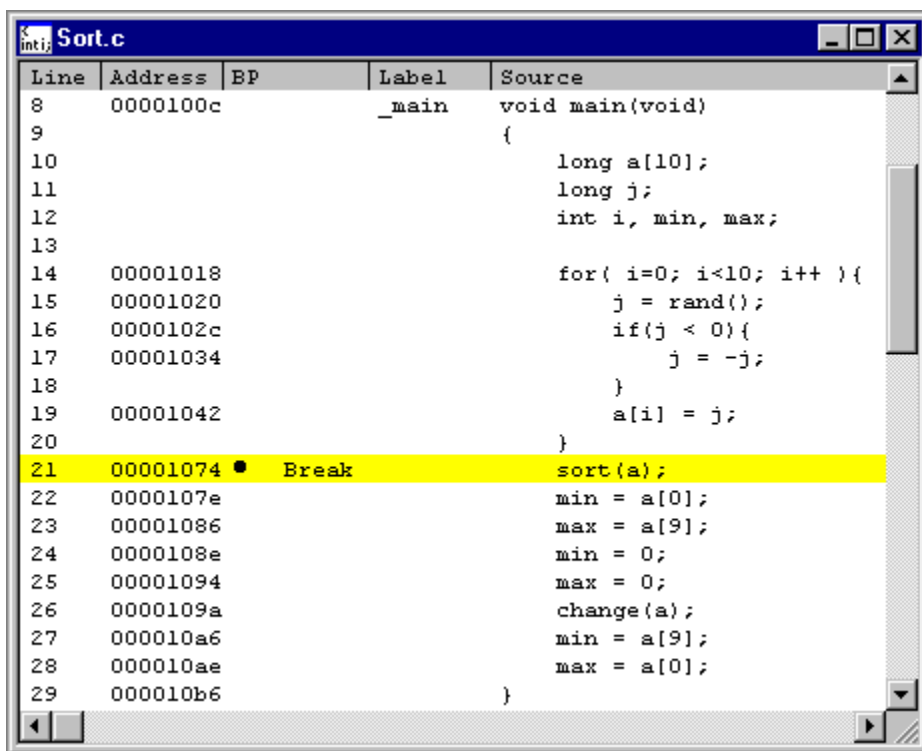 int i; Sort.c
Line Address BP Label Source
8 0000100c _main void main(void)
9 {
10 long a[10];
11 long j;
12 int i, min, max;
13
14 00001018 for( i=0; i<10; i++ ){
15 00001020 j = rand();
16 0000102c if(j < 0){
17 00001034 j = -j;
18 }
19 00001042 a[i] = j;
20 }
21 00001074 ● Break sort(a);
22 0000107e min = a[0];
23 00001086 max = a[9];
24 0000108e min = 0;
25 00001094 max = 0;
26 0000109a change(a);
27 000010a6 min = a[9];
28 000010ae max = a[0];
29 000010b6 }